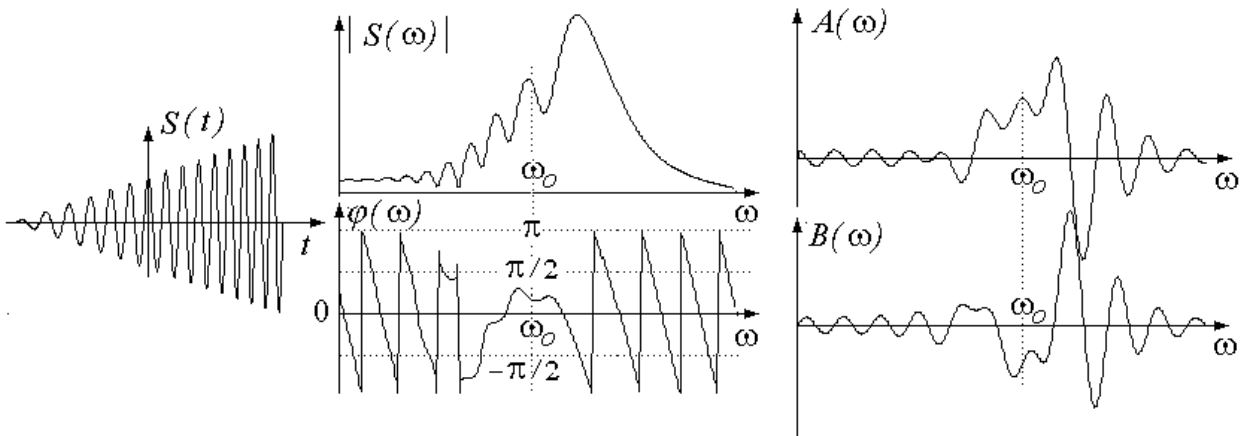 S(t)
t
| S(ω) |
ω₀
ω
φ(ω)
π
π/2
0
ω₀
ω
-π/2
A(ω)
ω₀
ω
B(ω)
ω₀
ω